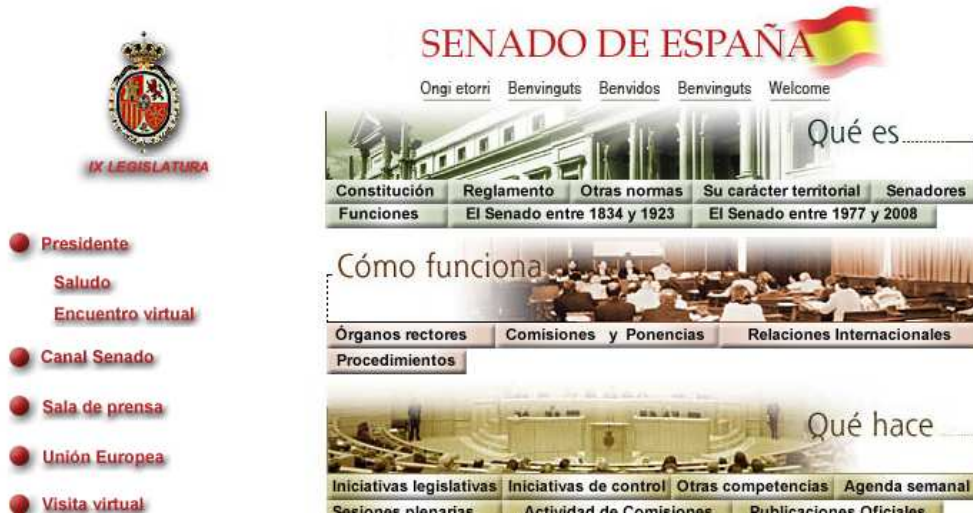 IX LEGISLATURA
Presidente
Saludo
Encuentro virtual
Canal Senado
Sala de prensa
Unión Europea
Visita virtual
SENADO DE ESPAÑA
Ongi etorri Benvinguts Benvidos Benvinguts Welcome
Qué es
Constitución Reglamento Otras normas Su carácter territorial Senadores
Funciones El Senado entre 1834 y 1923 El Senado entre 1977 y 2008
Cómo funciona
Órganos rectores Comisiones y Ponencias Relaciones Internacionales
Procedimientos
Qué hace
Iniciativas legislativas Iniciativas de control Otras competencias Agenda semanal
Sesiones plenarias Actividad de Comisiones Publicaciones Oficiales